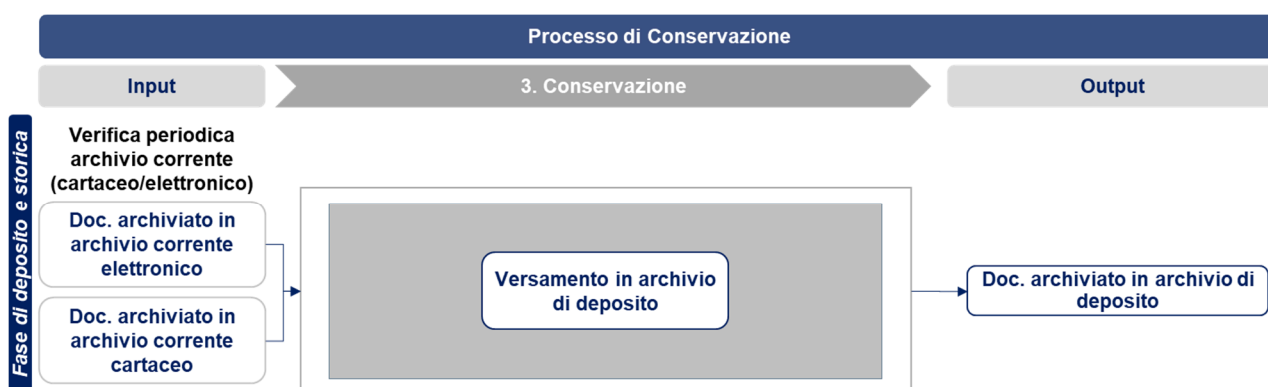 Processo di Conservazione
Input
3. Conservazione
Output
Fase di deposito e storica
Verifica periodica
archivio corrente
(cartaceo/elettronico)
Doc. archiviato in
archivio corrente
elettronico
Doc. archiviato in
archivio corrente
cartaceo
Versamento in archivio
di deposito
Doc. archiviato in archivio di
deposito